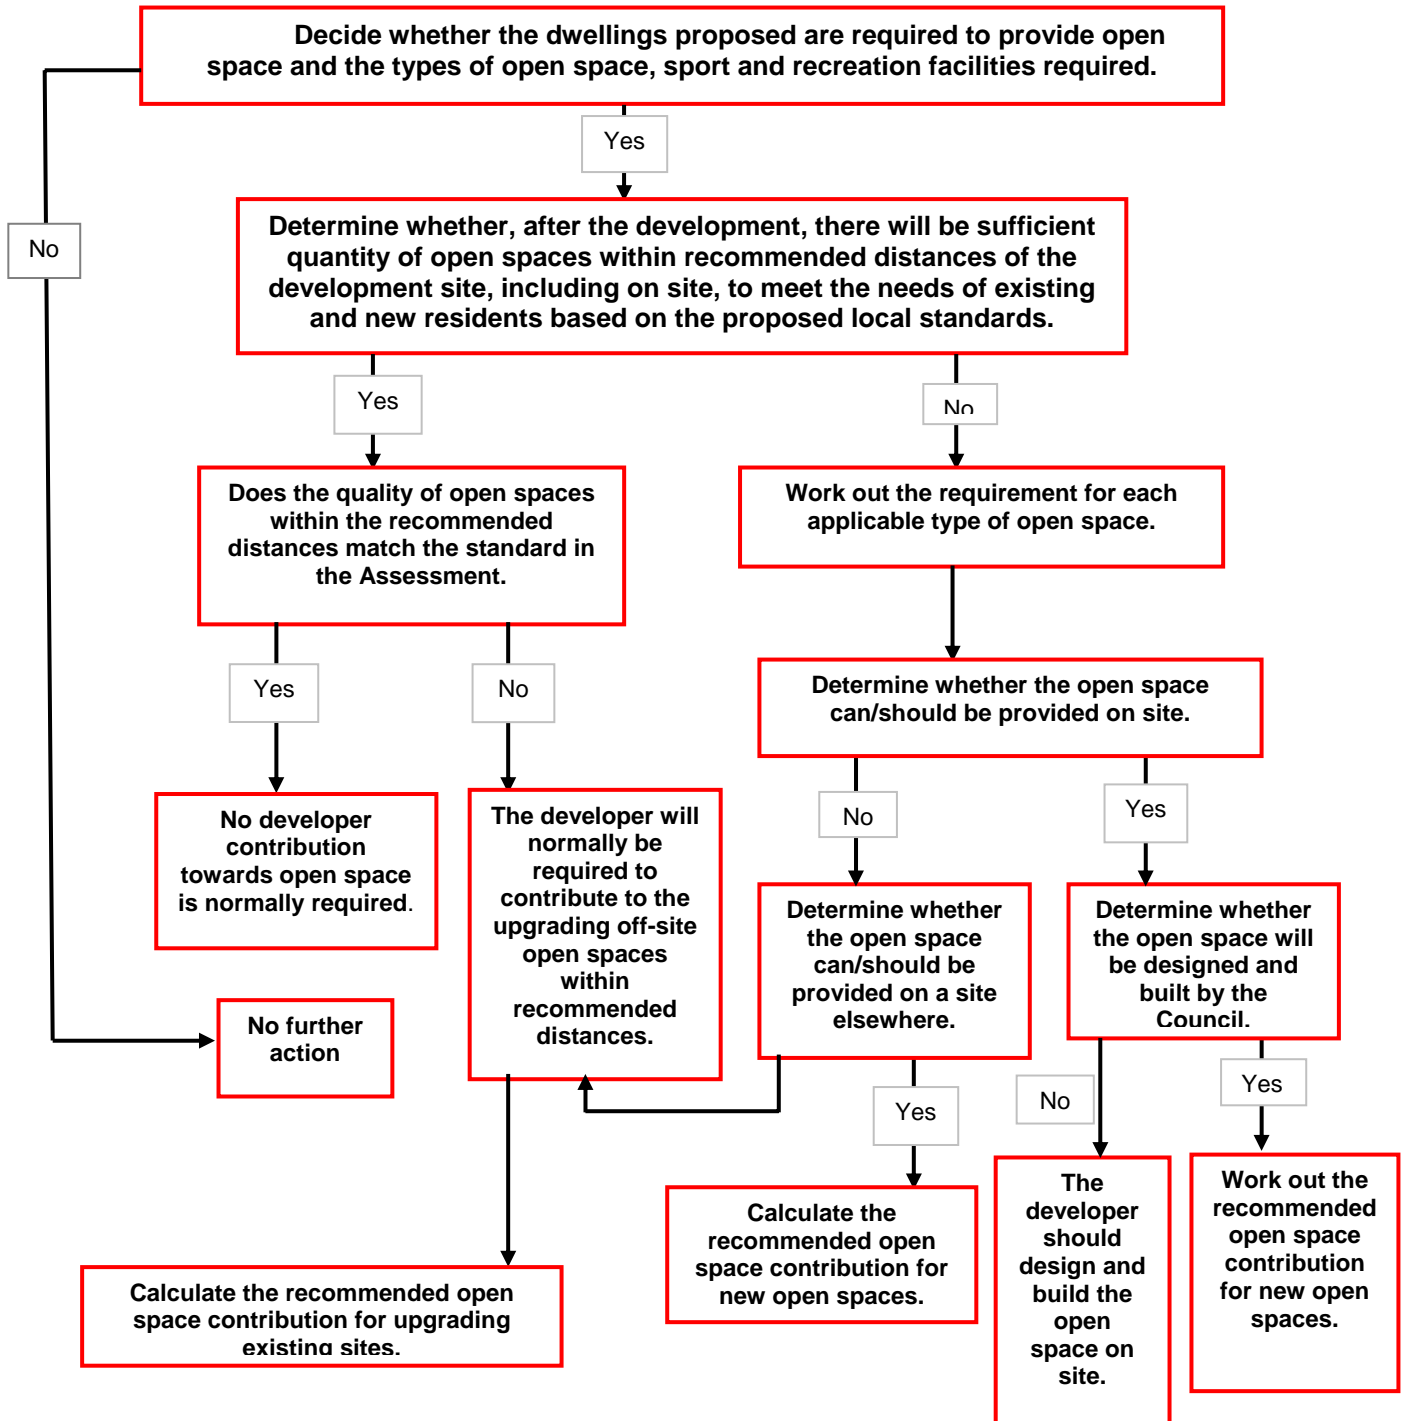 Decide whether the dwellings proposed are required to provide open
space and the types of open space, sport and recreation facilities required.
Yes
No
Determine whether, after the development, there will be sufficient
quantity of open spaces within recommended distances of the
development site, including on site, to meet the needs of existing
and new residents based on the proposed local standards.
Yes
No
Does the quality of open spaces
within the recommended
distances match the standard in
the Assessment.
Work out the requirement for each
applicable type of open space.
Yes
No
Determine whether the open space
can/should be provided on site.
No
Yes
No developer
contribution
towards open space
is normally required.
The developer will
normally be
required to
contribute to the
upgrading off-site
open spaces
within
recommended
distances.
Determine whether
the open space
can/should be
provided on a site
elsewhere.
Determine whether
the open space will
be designed and
built by the
Council.
No further
action
Yes
No
Yes
Calculate the recommended open
space contribution for upgrading
existing sites.
Calculate the
recommended open
space contribution for
new open spaces.
The
developer
should
design and
build the
open
space on
site.
Work out the
recommended
open space
contribution
for new open
spaces.